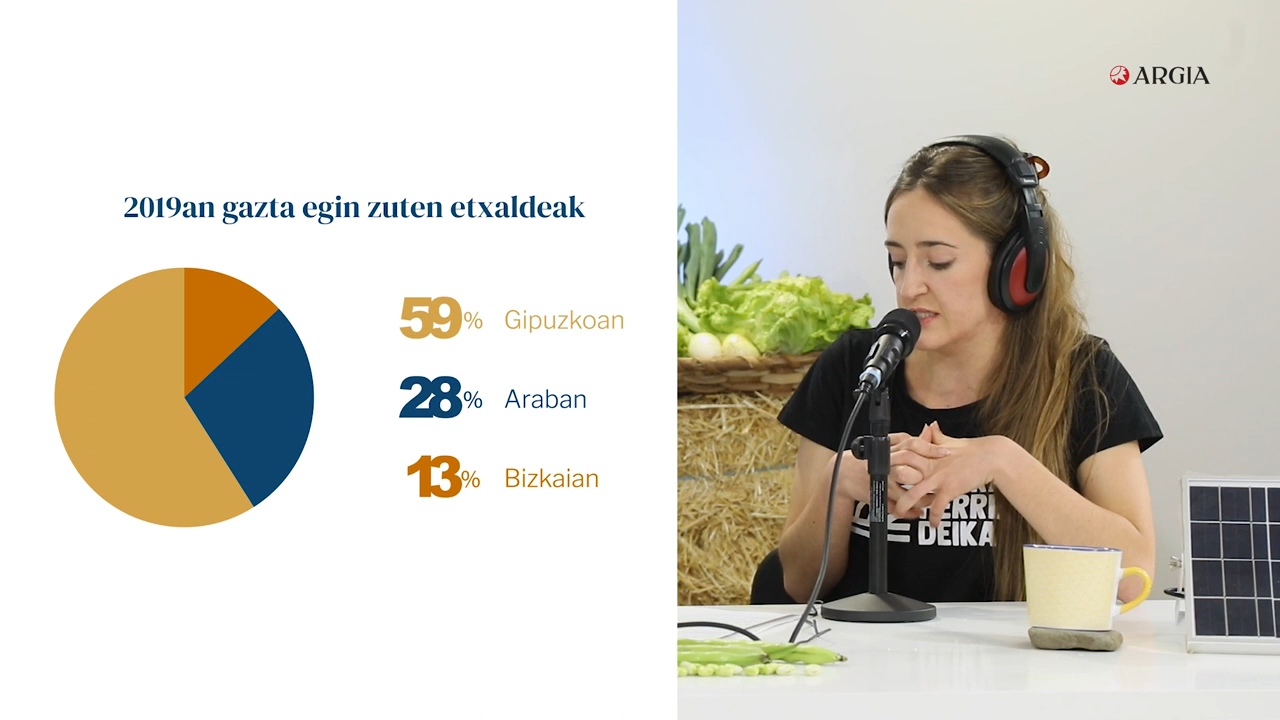 2019an gazta egin zuten etxaldeak
59% Gipuzkoan
28% Araban
13% Bizkaian
ARGIA
DEIKA